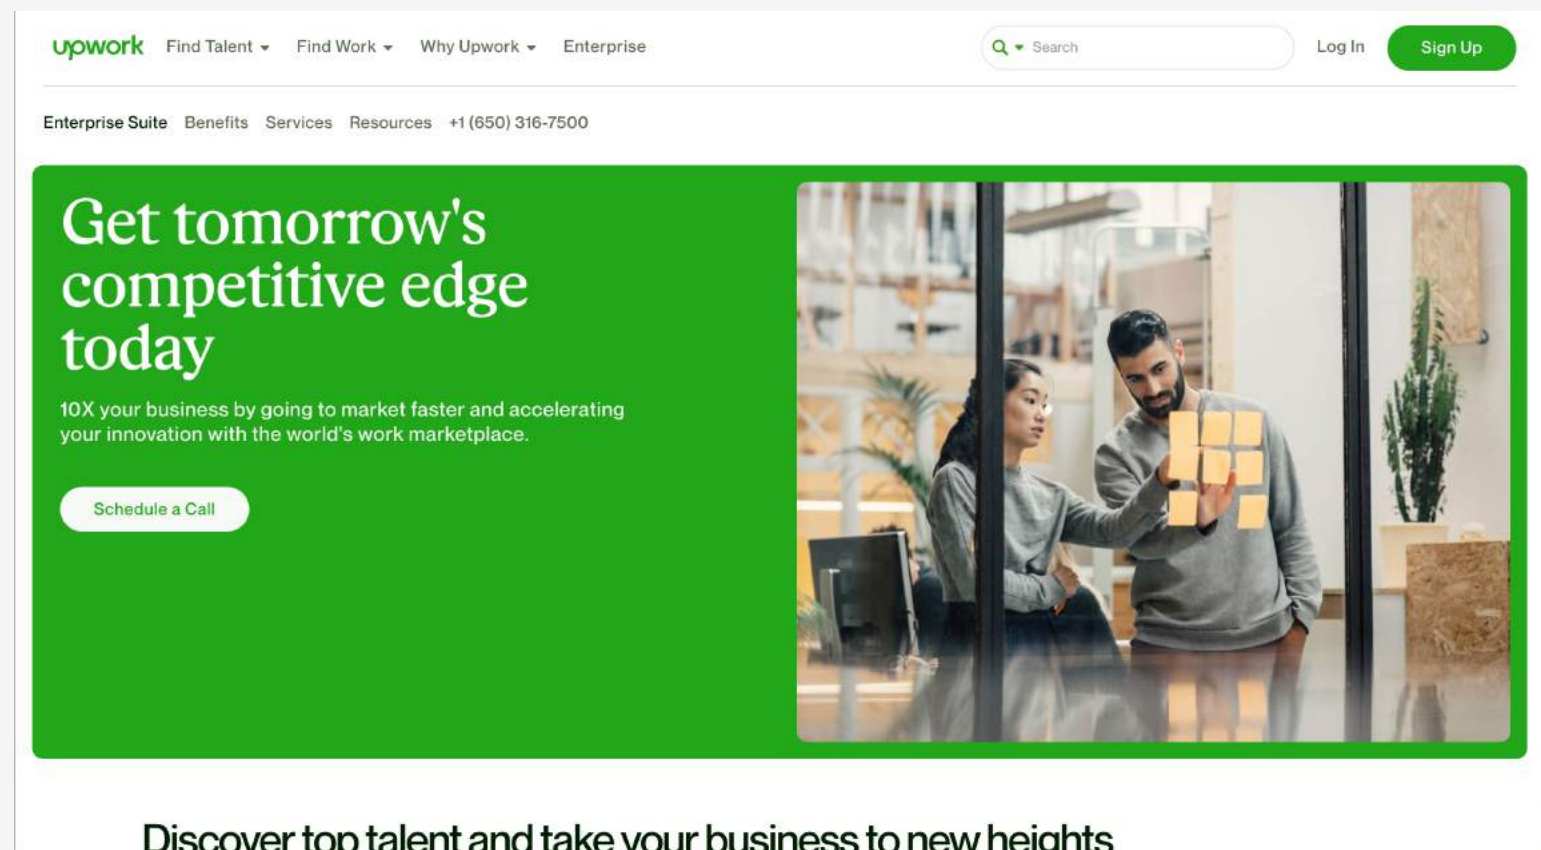 upwork Find Talent Find Work Why Upwork Enterprise Search Log In Sign Up
Enterprise Suite Benefits Services Resources +1 (650) 316-7500
Get tomorrow's
competitive edge
today
10X your business by going to market faster and accelerating
your innovation with the world's work marketplace.
Schedule a Call
Discover top talent and take your business to new heights